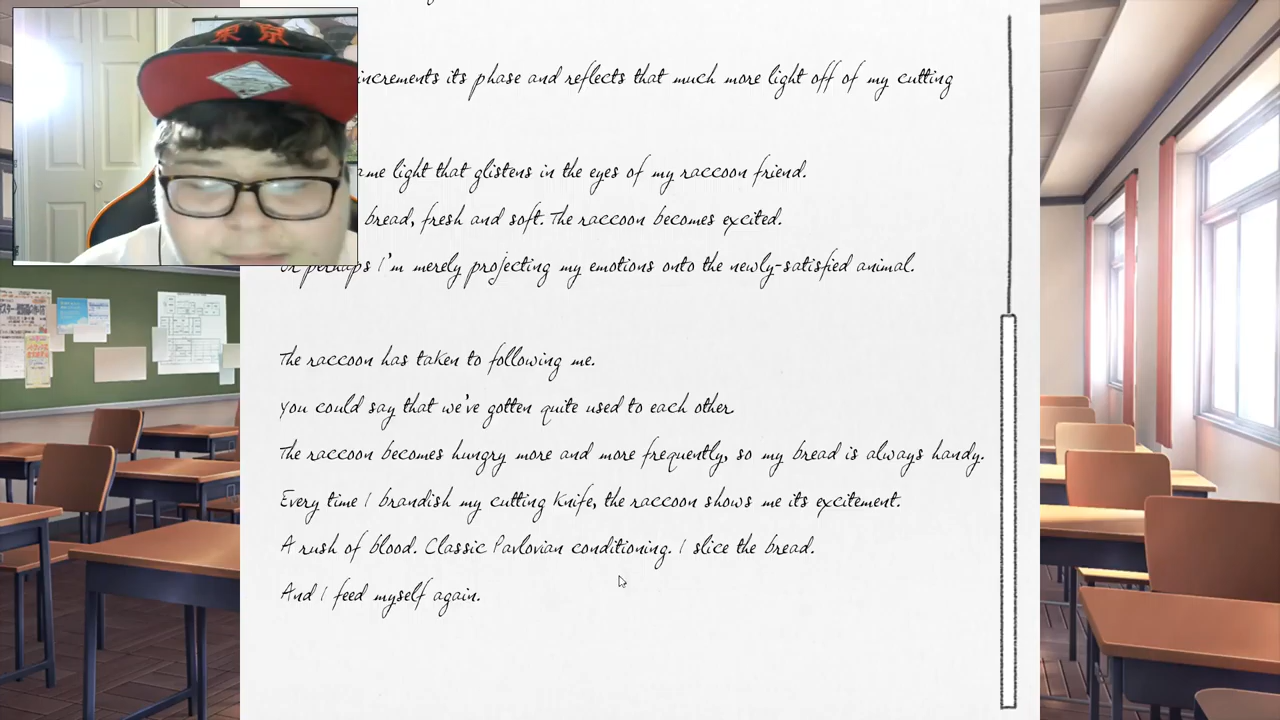 東京
increments its phase and reflects that much more light off of my cutting
ame light that glistens in the eyes of my raccoon friend.
bread, fresh and soft. The raccoon becomes excited.
Or perhaps I'm merely projecting my emotions onto the newly-satisfied animal.
The raccoon has taken to following me.
You could say that we've gotten quite used to each other
The raccoon becomes hungry more and more frequently, so my bread is always handy.
Every time I brandish my cutting knife, the raccoon shows me its excitement.
A rush of blood. Classic Pavlovian conditioning. I slice the bread.
And I feed myself again.